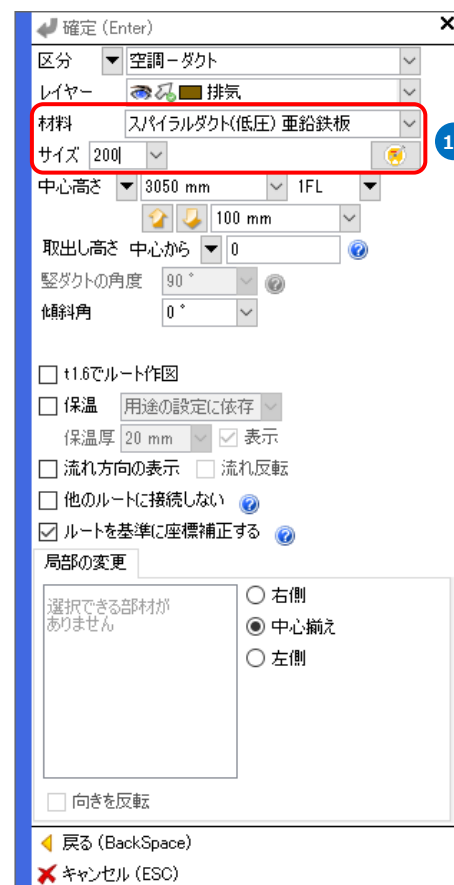 確定 (Enter) ×
区分 空調－ダクト
レイヤー 排気
材料 スパイラルダクト(低圧) 亜鉛鉄板
サイズ 200
1
中心高さ 3050 mm 1FL
100 mm
取出し高さ 中心から 0 ?
竪ダクトの角度 90 ° ?
傾斜角 0 °
t1.6でルート作図
保温 用途の設定に依存
保温厚 20 mm 表示
流れ方向の表示 流れ反転
他のルートに接続しない ?
ルートを基準に座標補正する ?
局部の変更
選択できる部材が
ありません
右側
中心揃え
左側
向きを反転
戻る (BackSpace)
キャンセル (ESC)